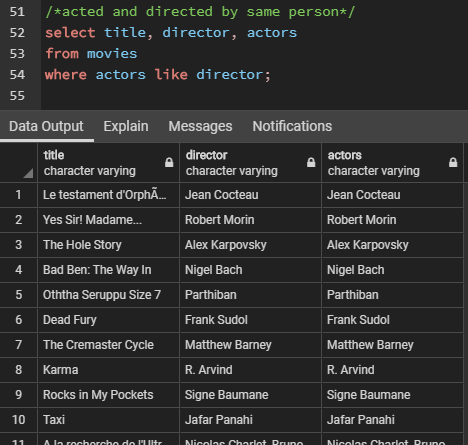 51 /*acted and directed by same person*/
52 select title, director, actors
53 from movies
54 where actors like director;
55
Data Output Explain Messages Notifications
title director actors
character varying character varying character varying
1 Le testament d'OrphÃ... Jean Cocteau Jean Cocteau
2 Yes Sir! Madame... Robert Morin Robert Morin
3 The Hole Story Alex Karpovsky Alex Karpovsky
4 Bad Ben: The Way In Nigel Bach Nigel Bach
5 Oththa Seruppu Size 7 Parthiban Parthiban
6 Dead Fury Frank Sudol Frank Sudol
7 The Cremaster Cycle Matthew Barney Matthew Barney
8 Karma R. Arvind R. Arvind
9 Rocks in My Pockets Signe Baumane Signe Baumane
10 Taxi Jafar Panahi Jafar Panahi
11 A la recherche de l'Ultr... Nicolas Charlet, Bruno Nicolas Charlet, Bruno